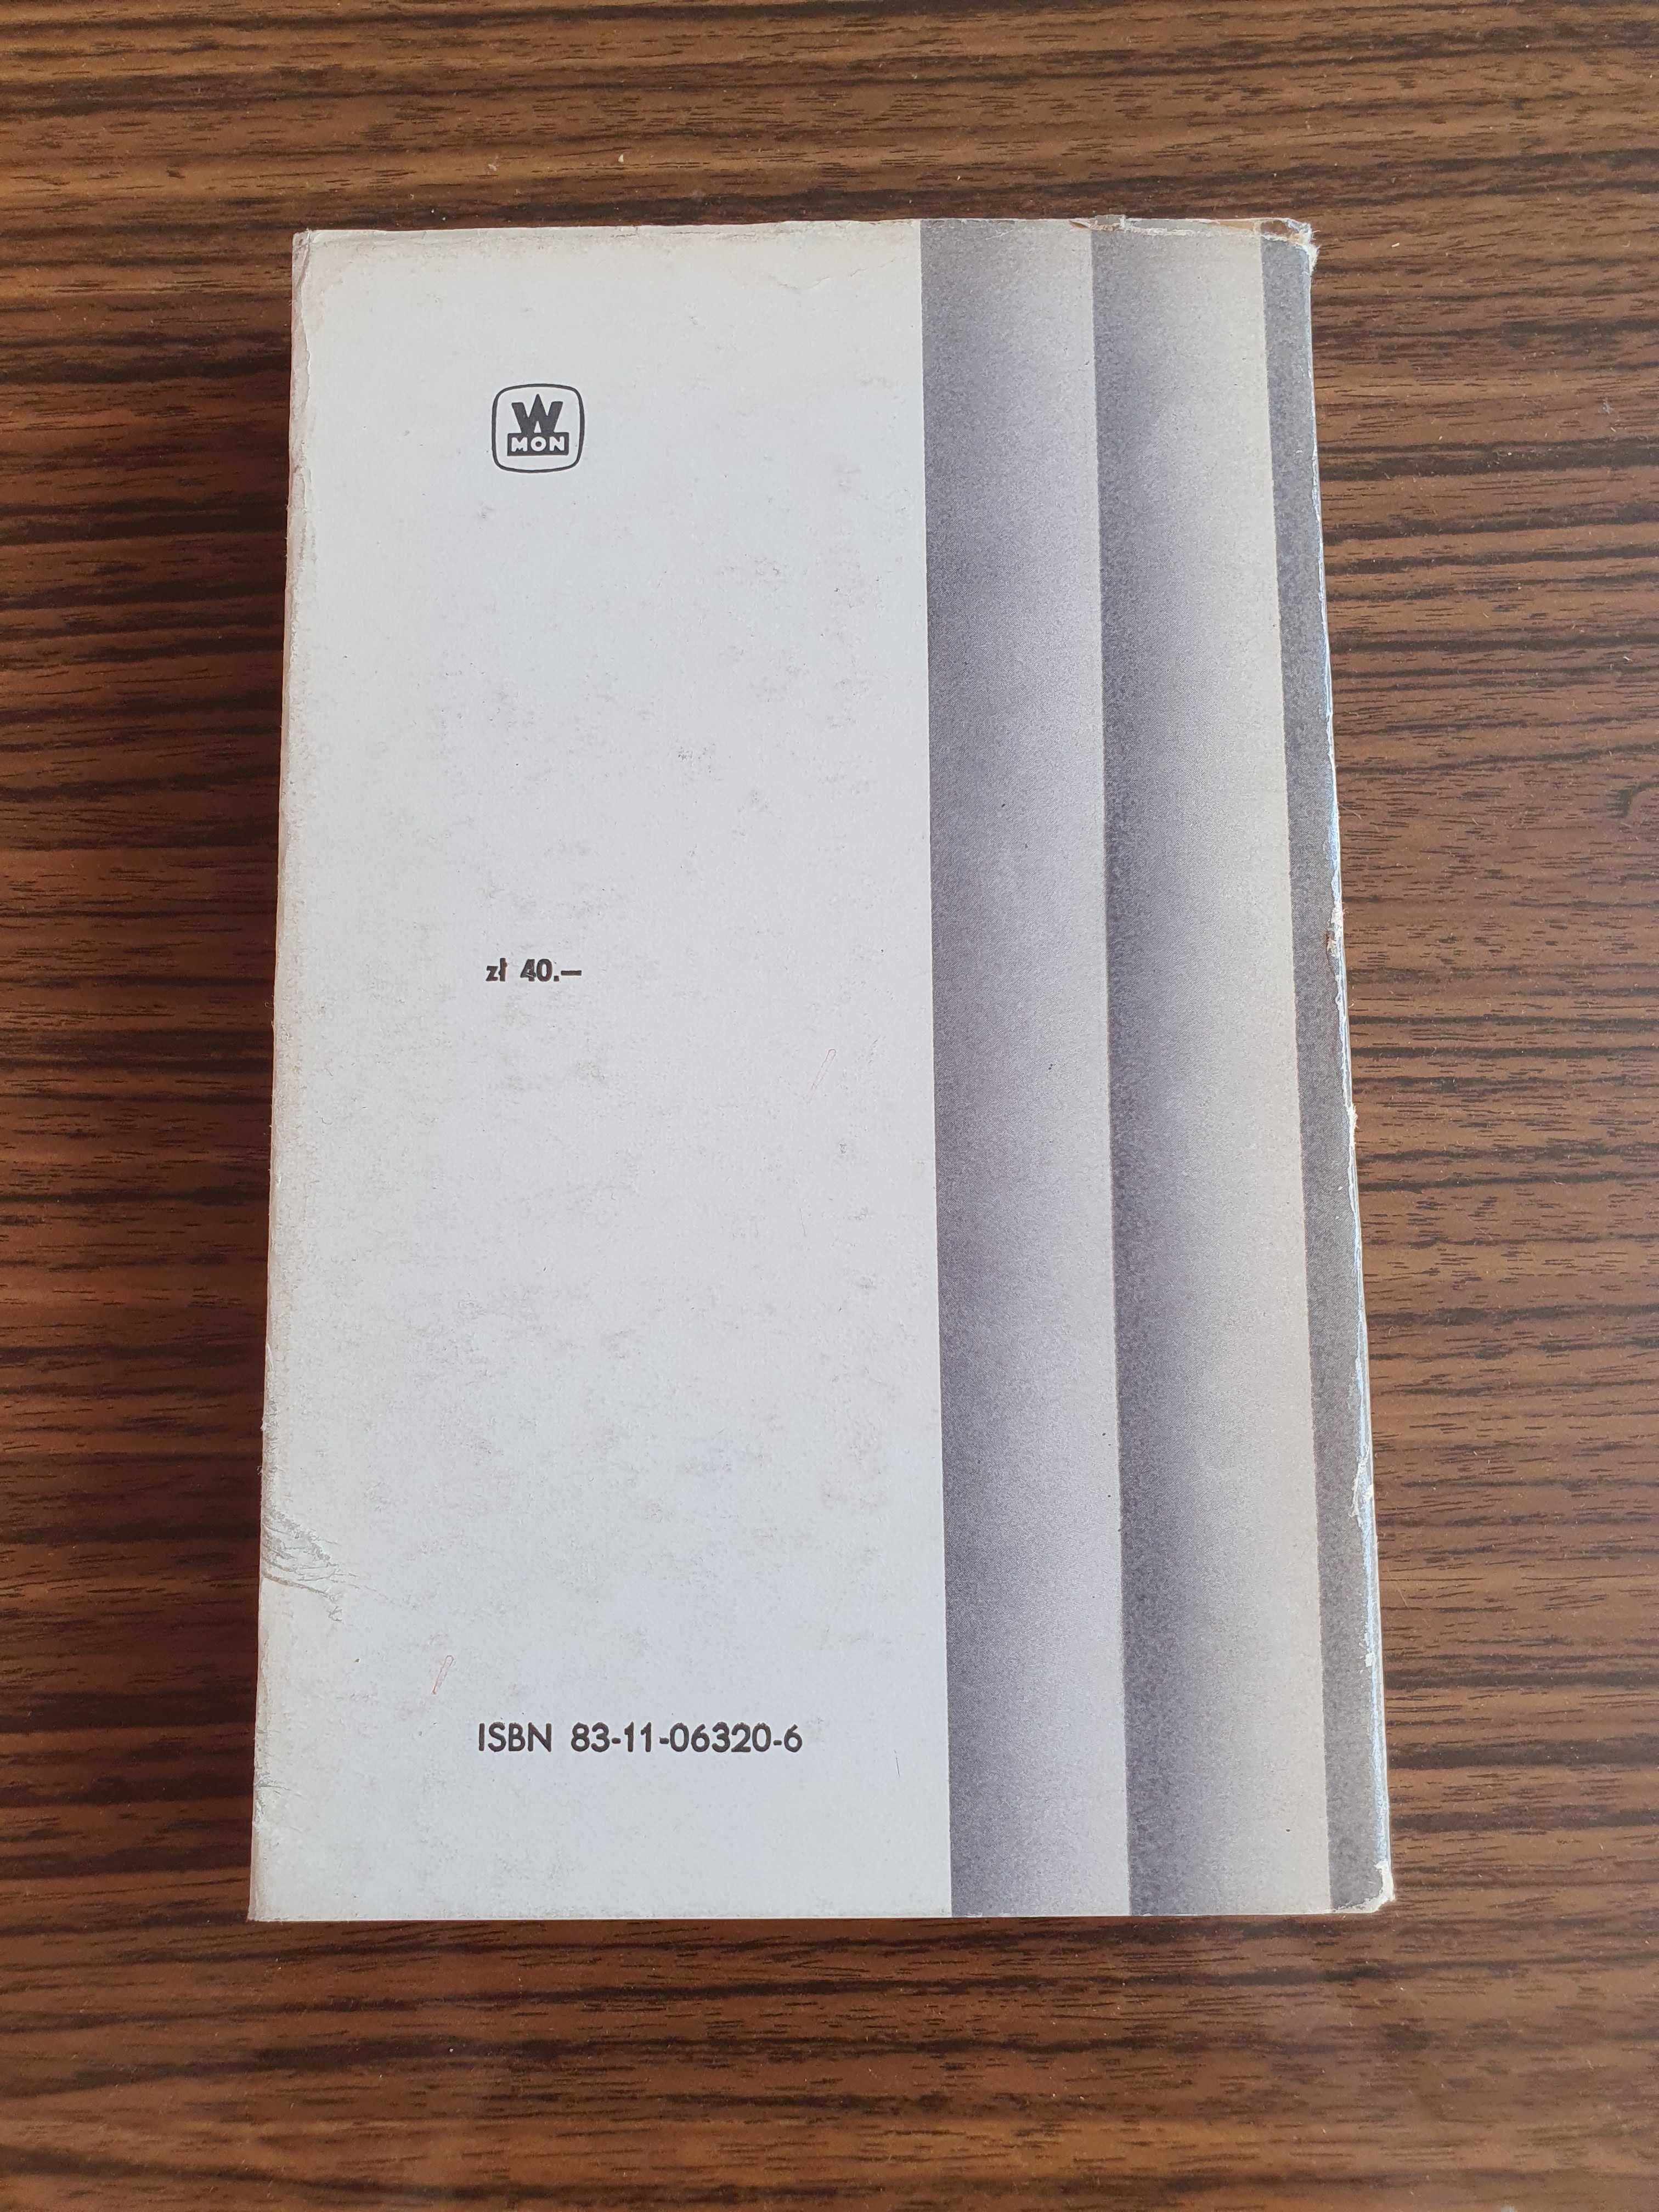 W
MON
zł 40.—
ISBN 83-11-06320-6